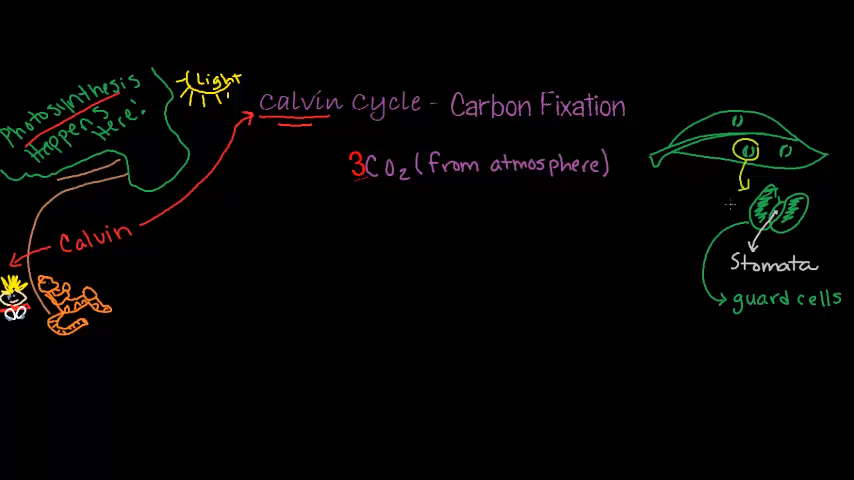 Photosynthesis
Happens
Here!
Light
Calvin Cycle - Carbon Fixation
3CO2 (from atmosphere)
Calvin
Stomata
guard cells